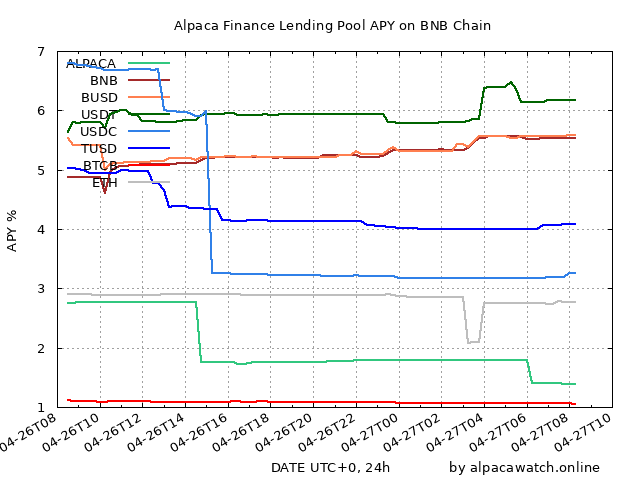 Alpaca Finance Lending Pool APY on BNB Chain
7
6
5
4
3
2
1
APY %
ALPACA
BNB
BUSD
USDT
USDC
TUSD
BTCB
ETH
04-26T08
04-26T10
04-26T12
04-26T14
04-26T16
04-26T18
04-26T20
04-26T22
04-27T00
04-27T02
04-27T04
04-27T06
04-27T08
04-27T10
DATE UTC+0, 24h
by alpacawatch.online